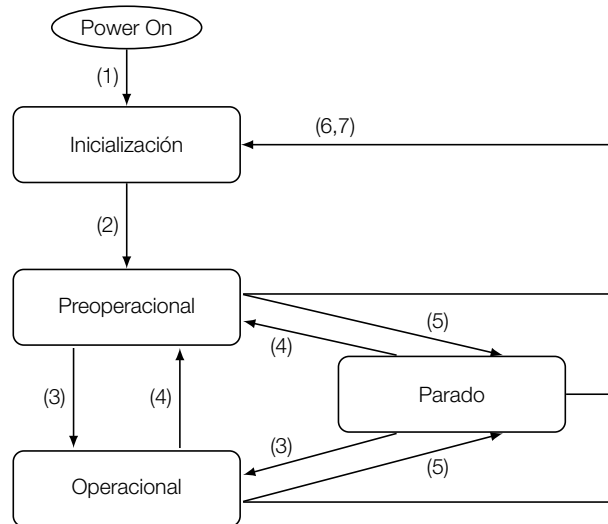 Power On
(1)
Inicialización
(6,7)
(2)
Preoperacional
(5)
(4)
(3)
(4)
Parado
(3)
(5)
Operacional